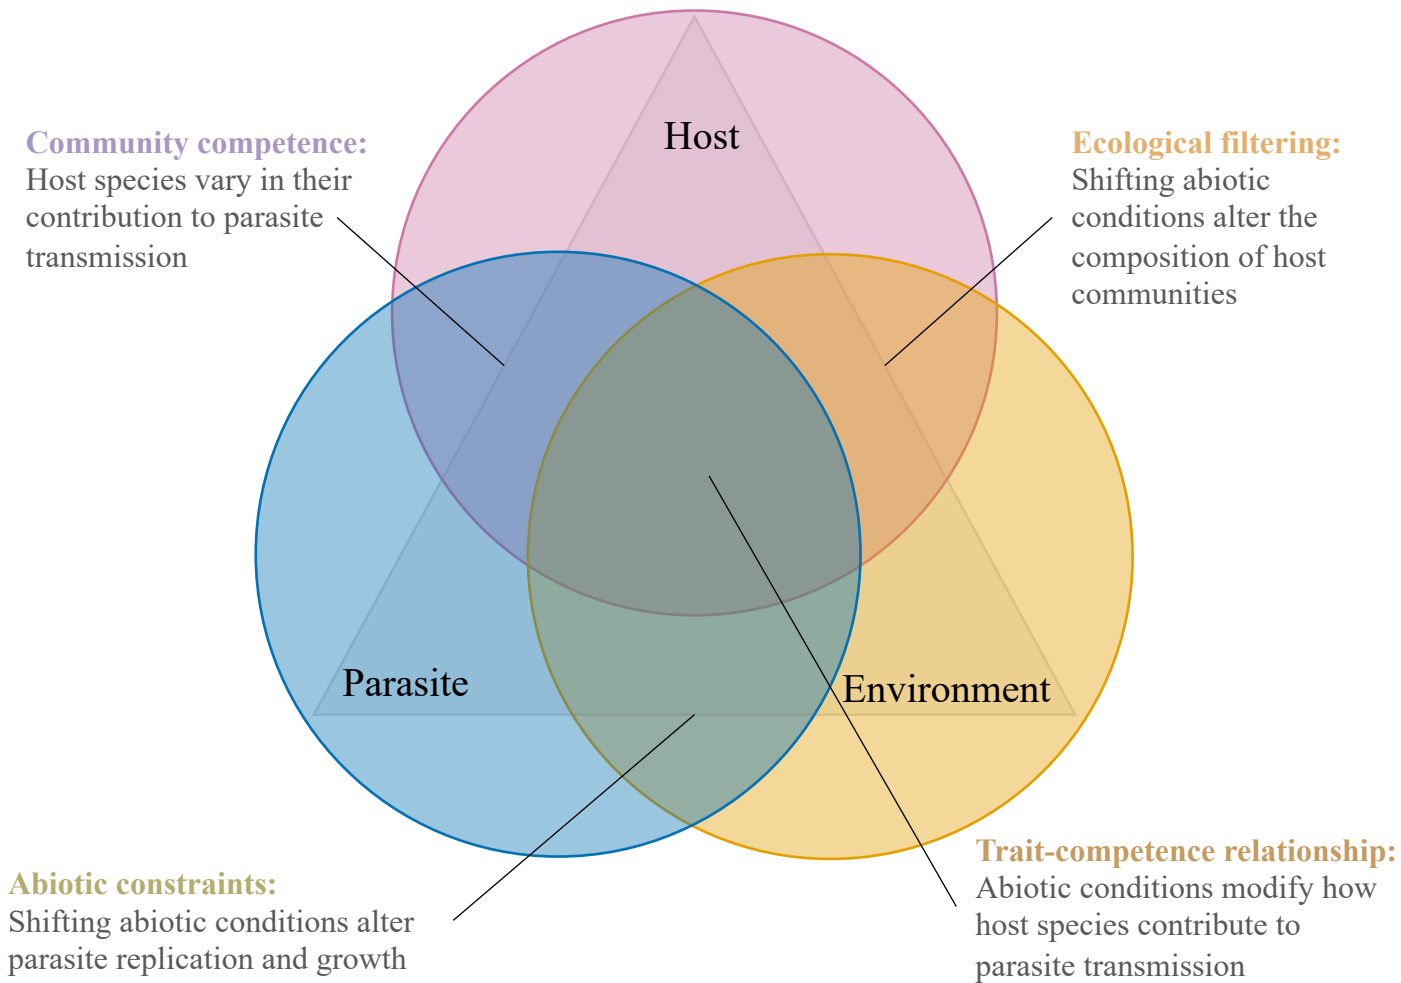 Host
Community competence:
Host species vary in their
contribution to parasite
transmission
Ecological filtering:
Shifting abiotic
conditions alter the
composition of host
communities
Parasite
Environment
Abiotic constraints:
Shifting abiotic conditions alter
parasite replication and growth
Trait-competence relationship:
Abiotic conditions modify how
host species contribute to
parasite transmission